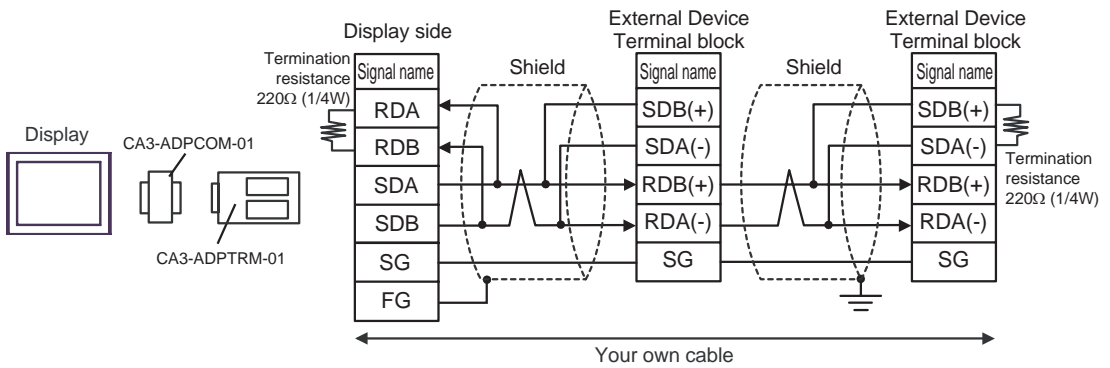 Display
CA3-ADPCOM-01
CA3-ADPTRM-01
Display side
Termination
resistance
220Ω (1/4W)
Signal name
RDA
RDB
SDA
SDB
SG
FG
Shield
External Device
Terminal block
Signal name
SDB(+)
SDA(-)
RDB(+)
RDA(-)
SG
Shield
External Device
Terminal block
Signal name
SDB(+)
SDA(-)
RDB(+)
RDA(-)
SG
Termination
resistance
220Ω (1/4W)
Your own cable